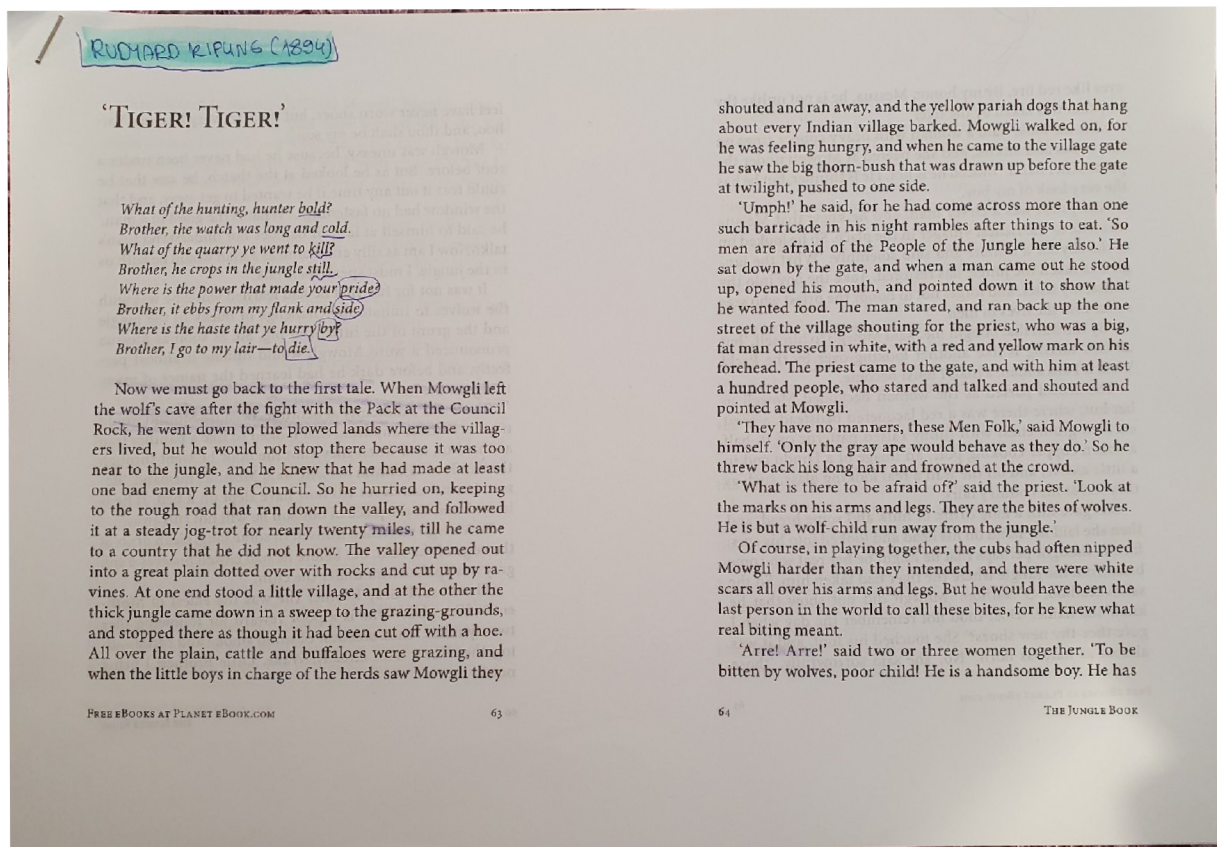 RUDYARD KIPLING (1894)
‘TIGER! TIGER!’
What of the hunting, hunter bold?
Brother, the watch was long and cold.
What of the quarry ye went to kill?
Brother, he crops in the jungle still.
Where is the power that made your pride?
Brother, it ebbs from my flank and side.
Where is the haste that ye hurry by?
Brother, I go to my lair—to die.
Now we must go back to the first tale. When Mowgli left
the wolf’s cave after the fight with the Pack at the Council
Rock, he went down to the plowed lands where the villag-
ers lived, but he would not stop there because it was too
near to the jungle, and he knew that he had made at least
one bad enemy at the Council. So he hurried on, keeping
to the rough road that ran down the valley, and followed
it at a steady jog-trot for nearly twenty miles, till he came
to a country that he did not know. The valley opened out
into a great plain dotted over with rocks and cut up by ra-
vines. At one end stood a little village, and at the other the
thick jungle came down in a sweep to the grazing-grounds,
and stopped there as though it had been cut off with a hoe.
All over the plain, cattle and buffaloes were grazing, and
when the little boys in charge of the herds saw Mowgli they
FREE EBOOKS AT PLANET EBOOK.COM
63
shouted and ran away, and the yellow pariah dogs that hang
about every Indian village barked. Mowgli walked on, for
he was feeling hungry, and when he came to the village gate
he saw the big thorn-bush that was drawn up before the gate
at twilight, pushed to one side.
‘Umph!’ he said, for he had come across more than one
such barricade in his night rambles after things to eat. ‘So
men are afraid of the People of the Jungle here also.’ He
sat down by the gate, and when a man came out he stood
up, opened his mouth, and pointed down it to show that
he wanted food. The man stared, and ran back up the one
street of the village shouting for the priest, who was a big,
fat man dressed in white, with a red and yellow mark on his
forehead. The priest came to the gate, and with him at least
a hundred people, who stared and talked and shouted and
pointed at Mowgli.
‘They have no manners, these Men Folk,’ said Mowgli to
himself. ‘Only the gray ape would behave as they do.’ So he
threw back his long hair and frowned at the crowd.
‘What is there to be afraid of?’ said the priest. ‘Look at
the marks on his arms and legs. They are the bites of wolves.
He is but a wolf-child run away from the jungle.’
Of course, in playing together, the cubs had often nipped
Mowgli harder than they intended, and there were white
scars all over his arms and legs. But he would have been the
last person in the world to call these bites, for he knew what
real biting meant.
‘Arre! Arre!’ said two or three women together. ‘To be
bitten by wolves, poor child! He is a handsome boy. He has
64
THE JUNGLE BOOK